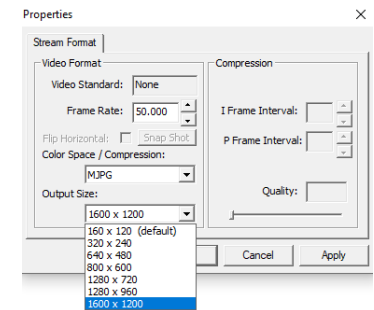 Properties
Stream Format
Video Format
Video Standard: None
Frame Rate: 50.000
Flip Horizontal: Snap Shot
Color Space / Compression:
MJPG
Output Size:
1600 x 1200
160 x 120 (default)
320 x 240
640 x 480
800 x 600
1280 x 720
1280 x 960
1600 x 1200
Compression
I Frame Interval:
P Frame Interval:
Quality:
Cancel Apply